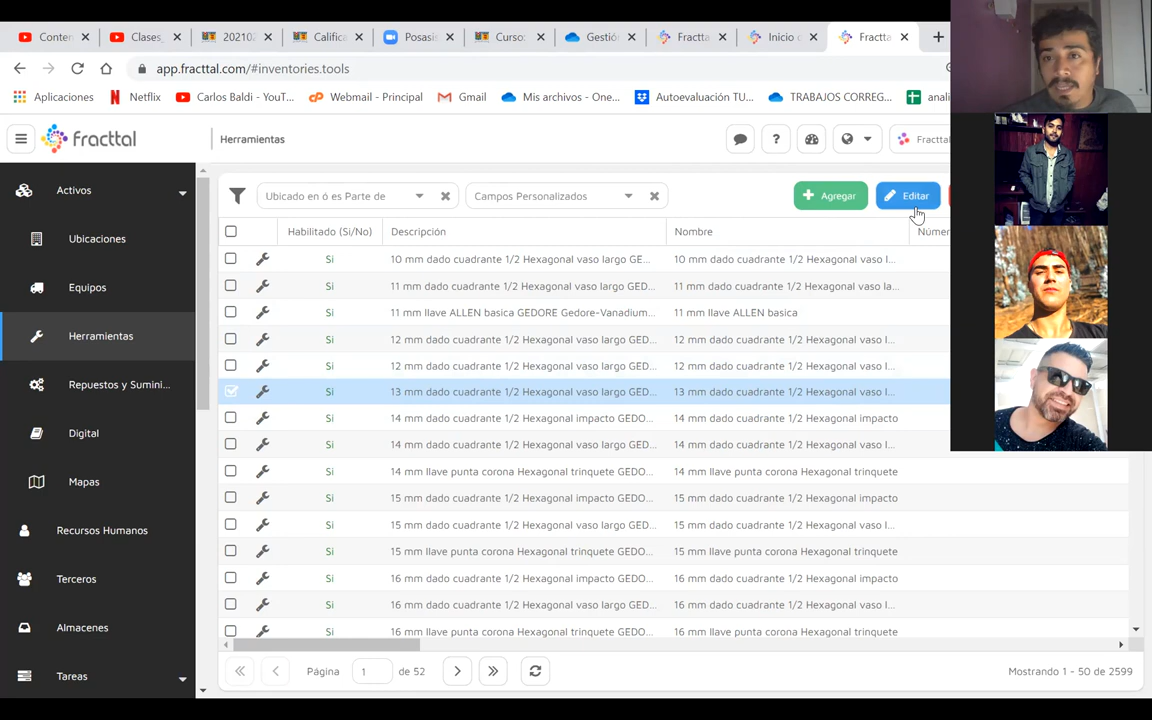 Conten
Clases_
202102
Califica
Posasis
Curso:
Gestió
Fractta
Inicio c
Fractta
app.fracttal.com/#inventories.tools
Aplicaciones
Netflix
Carlos Baldi - YouT...
Webmail - Principal
Gmail
Mis archivos - One...
Autoevaluación TU...
TRABAJOS CORREG...
anali
fracttal
Herramientas
Fractta
Activos
Ubicaciones
Equipos
Herramientas
Repuestos y Sumini...
Digital
Mapas
Recursos Humanos
Terceros
Almacenes
Tareas
Ubicado en ó es Parte de
Campos Personalizados
Agregar
Editar
Habilitado (Si/No) Descripción Nombre Núme
Si 10 mm dado cuadrante 1/2 Hexagonal vaso largo GE... 10 mm dado cuadrante 1/2 Hexagonal vaso l...
Si 11 mm dado cuadrante 1/2 Hexagonal vaso largo GED... 11 mm dado cuadrante 1/2 Hexagonal vaso la...
Si 11 mm llave ALLEN basica GEDORE Gedore-Vanadium... 11 mm llave ALLEN basica
Si 12 mm dado cuadrante 1/2 Hexagonal vaso largo GED... 12 mm dado cuadrante 1/2 Hexagonal vaso l...
Si 12 mm dado cuadrante 1/2 Hexagonal vaso largo GED... 12 mm dado cuadrante 1/2 Hexagonal vaso l...
Si 13 mm dado cuadrante 1/2 Hexagonal vaso largo GED... 13 mm dado cuadrante 1/2 Hexagonal vaso l...
Si 14 mm dado cuadrante 1/2 Hexagonal impacto GEDO... 14 mm dado cuadrante 1/2 Hexagonal impacto
Si 14 mm dado cuadrante 1/2 Hexagonal vaso largo GED... 14 mm dado cuadrante 1/2 Hexagonal vaso l...
Si 14 mm llave punta corona Hexagonal trinquete GEDO... 14 mm llave punta corona Hexagonal trinquete
Si 15 mm dado cuadrante 1/2 Hexagonal impacto GEDO... 15 mm dado cuadrante 1/2 Hexagonal impacto
Si 15 mm dado cuadrante 1/2 Hexagonal vaso largo GED... 15 mm dado cuadrante 1/2 Hexagonal vaso l...
Si 15 mm llave punta corona Hexagonal trinquete GEDO... 15 mm llave punta corona Hexagonal trinquete
Si 16 mm dado cuadrante 1/2 Hexagonal impacto GEDO... 16 mm dado cuadrante 1/2 Hexagonal impacto
Si 16 mm dado cuadrante 1/2 Hexagonal vaso largo GED... 16 mm dado cuadrante 1/2 Hexagonal vaso l...
Si 16 mm llave punta corona Hexagonal trinquete GEDO... 16 mm llave punta corona Hexagonal trinquete
Página 1 de 52
Mostrando 1 - 50 de 2599